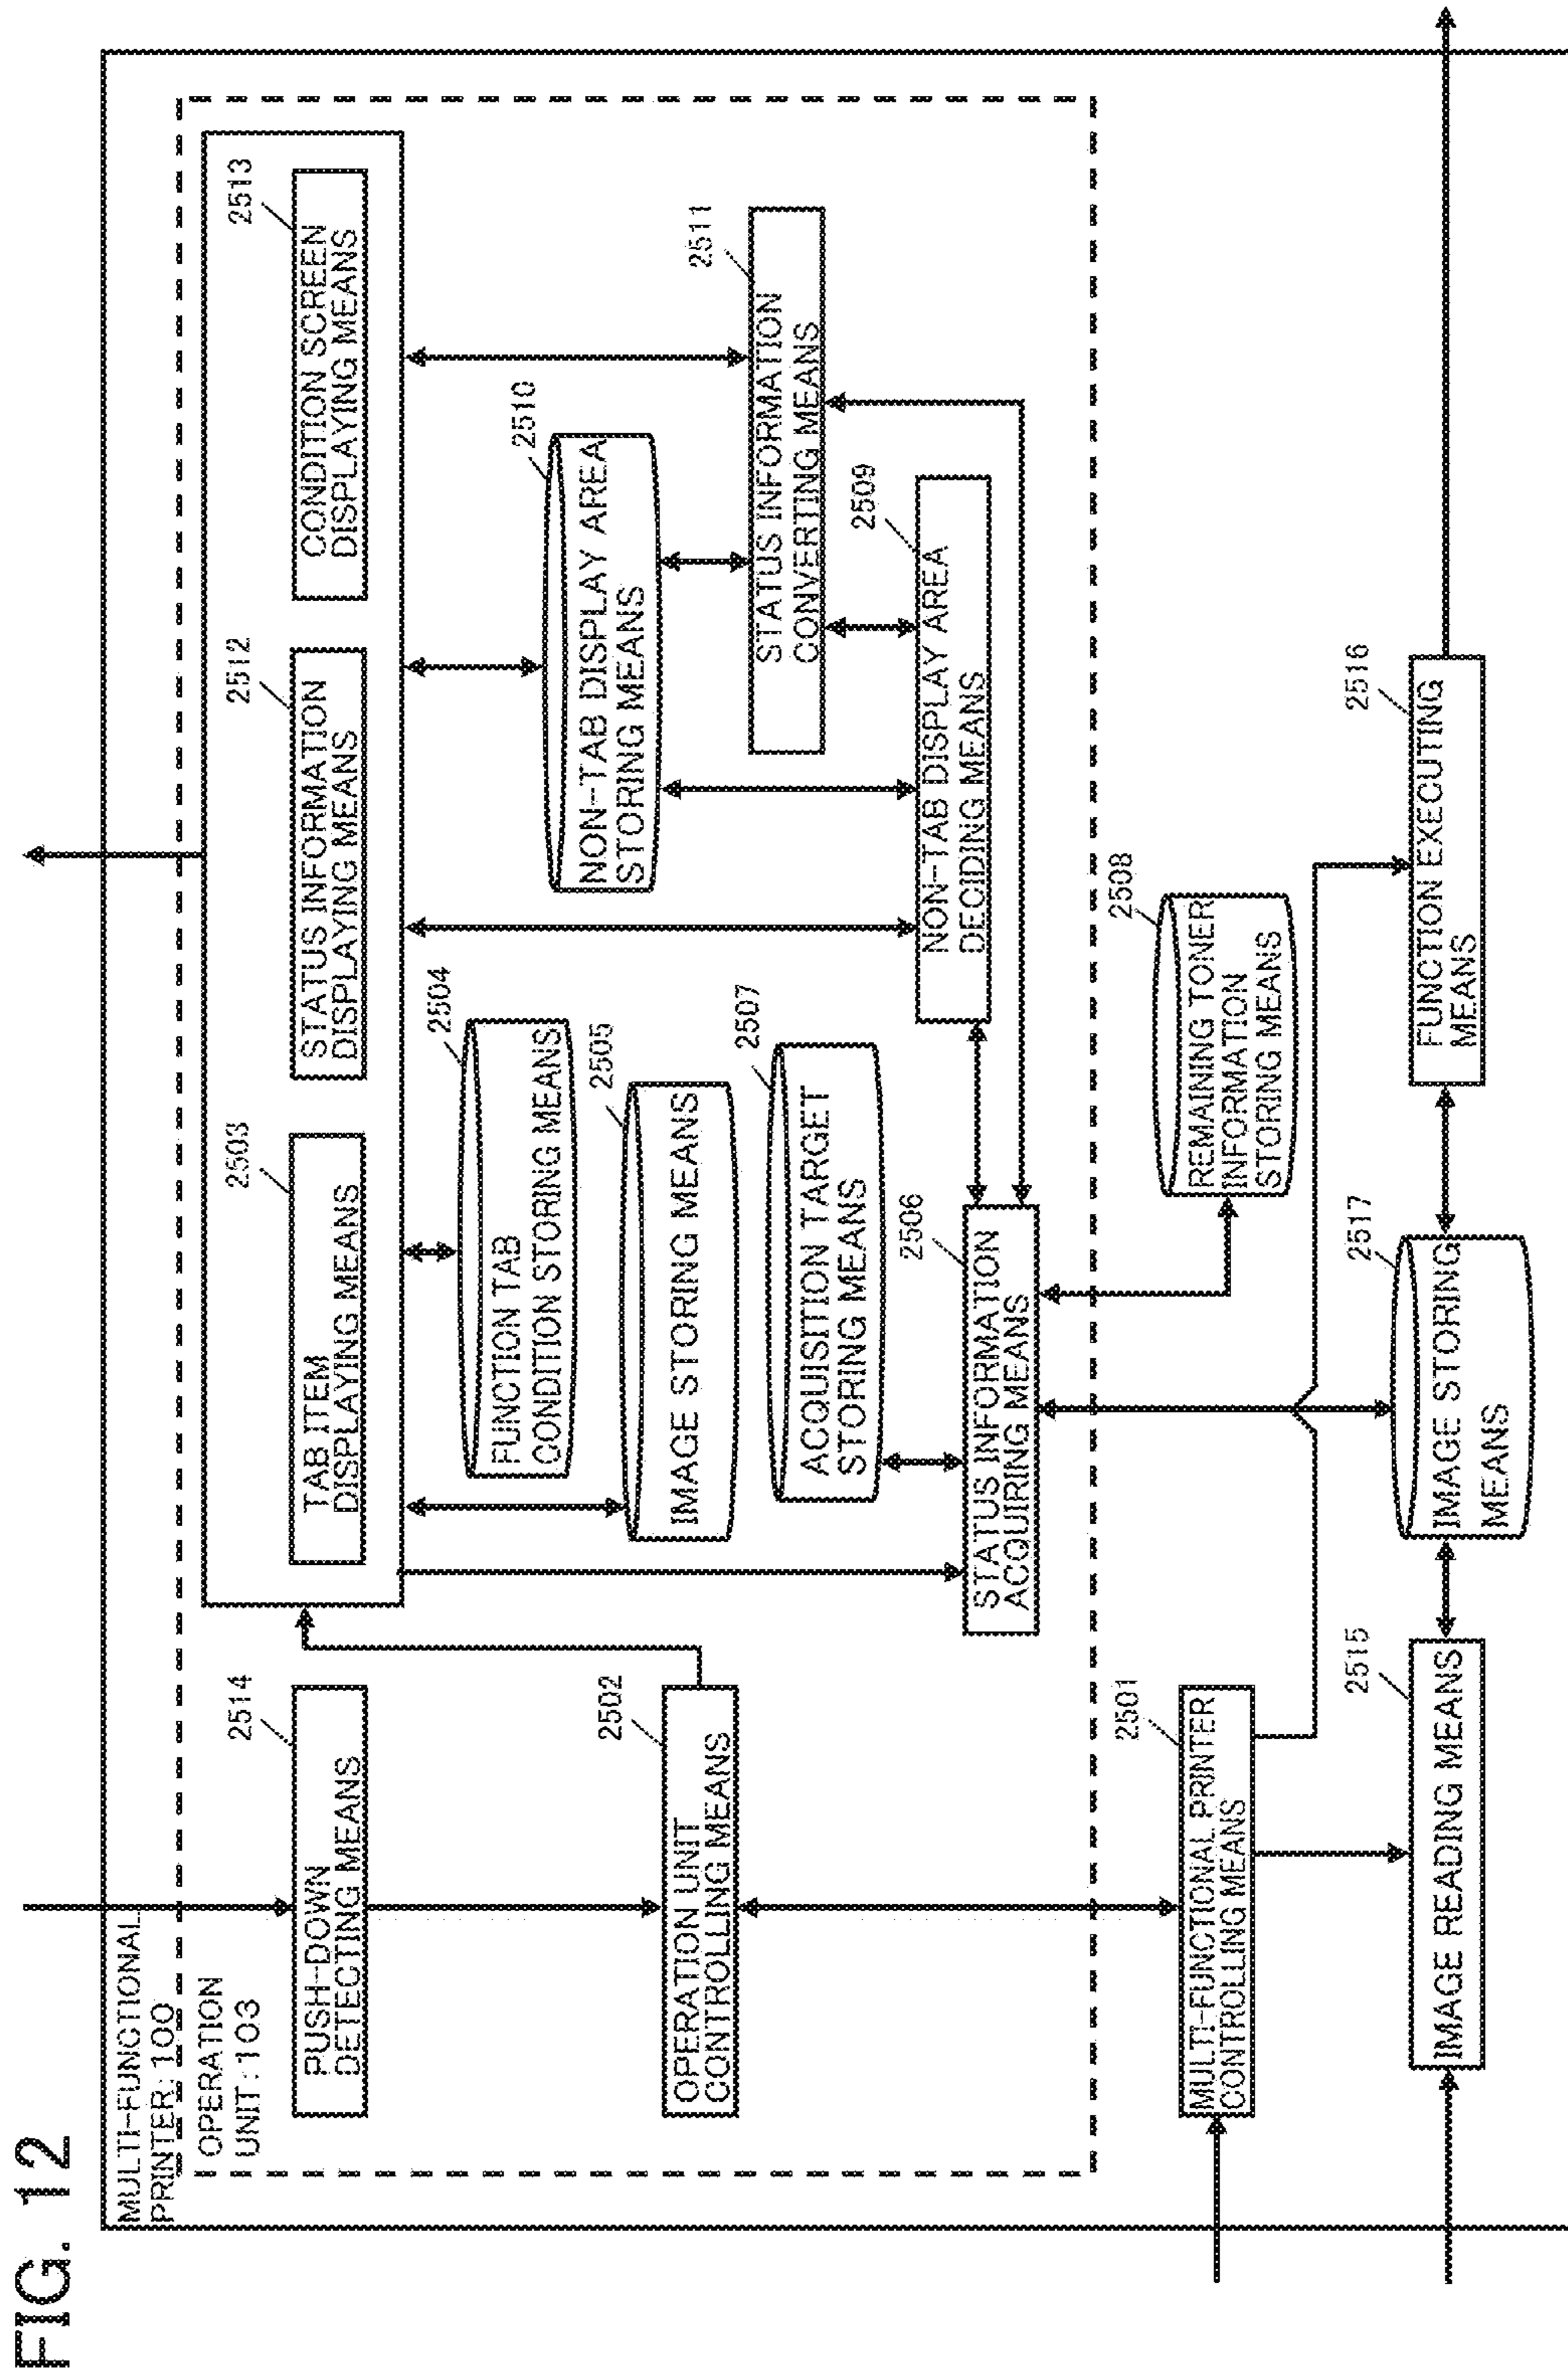 FIG. 12
MULTI-FUNCTIONAL
PRINTER:100
OPERATION
UNIT:103
2514
PUSH-DOWN
DETECTING MEANS
2503
TAB ITEM
DISPLAYING MEANS
2512
STATUS INFORMATION
DISPLAYING MEANS
2513
CONDITION SCREEN
DISPLAYING MEANS
2504
FUNCTION TAB
CONDITION STORING MEANS
2510
NON-TAB DISPLAY AREA
STORING MEANS
2502
OPERATION UNIT
CONTROLLING MEANS
2505
IMAGE STORING MEANS
2511
STATUS INFORMATION
CONVERTING MEANS
2507
ACQUISITION TARGET
STORING MEANS
2509
NON-TAB DISPLAY AREA
DECIDING MEANS
2506
STATUS INFORMATION
ACQUIRING MEANS
2501
MULTI-FUNCTIONAL PRINTER
CONTROLLING MEANS
2508
REMAINING TONER
INFORMATION
STORING MEANS
2515
IMAGE READING MEANS
2517
IMAGE STORING
MEANS
2516
FUNCTION EXECUTING
MEANS